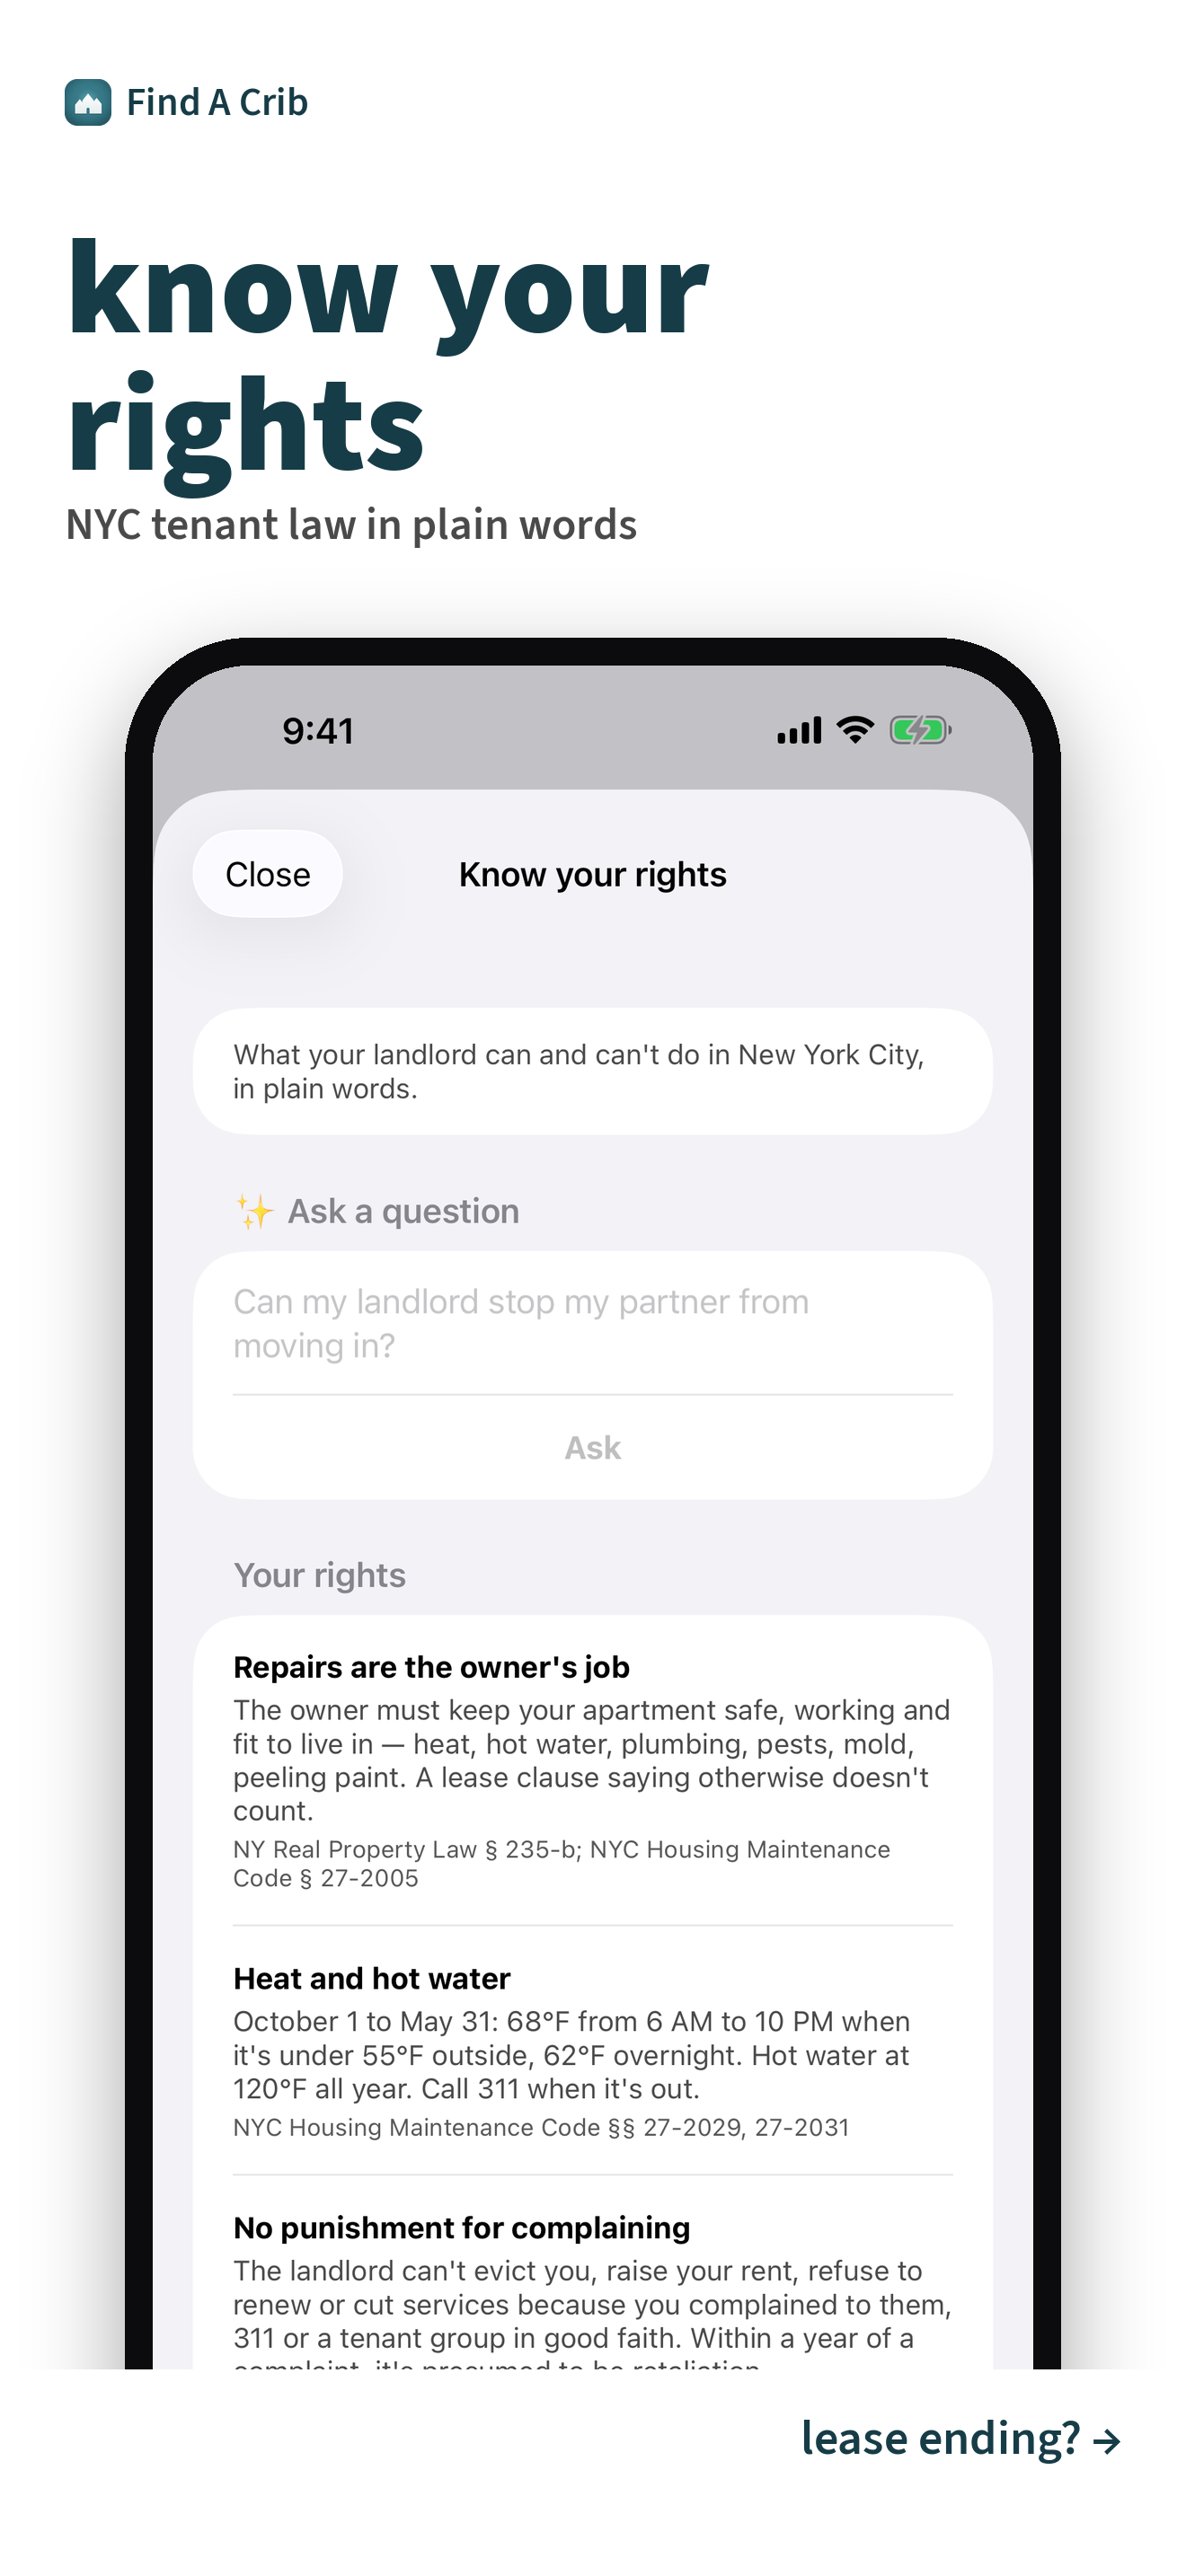 Find A Crib
know your
rights
NYC tenant law in plain words
9:41
Close
Know your rights
What your landlord can and can't do in New York City,
in plain words.
✨ Ask a question
Can my landlord stop my partner from
moving in?
Ask
Your rights
Repairs are the owner's job
The owner must keep your apartment safe, working and
fit to live in — heat, hot water, plumbing, pests, mold,
peeling paint. A lease clause saying otherwise doesn't
count.
NY Real Property Law § 235-b; NYC Housing Maintenance
Code § 27-2005
Heat and hot water
October 1 to May 31: 68°F from 6 AM to 10 PM when
it's under 55°F outside, 62°F overnight. Hot water at
120°F all year. Call 311 when it's out.
NYC Housing Maintenance Code §§ 27-2029, 27-2031
No punishment for complaining
The landlord can't evict you, raise your rent, refuse to
renew or cut services because you complained to them,
311 or a tenant group in good faith. Within a year of a
complaint, it's presumed to be retaliation.
lease ending? →